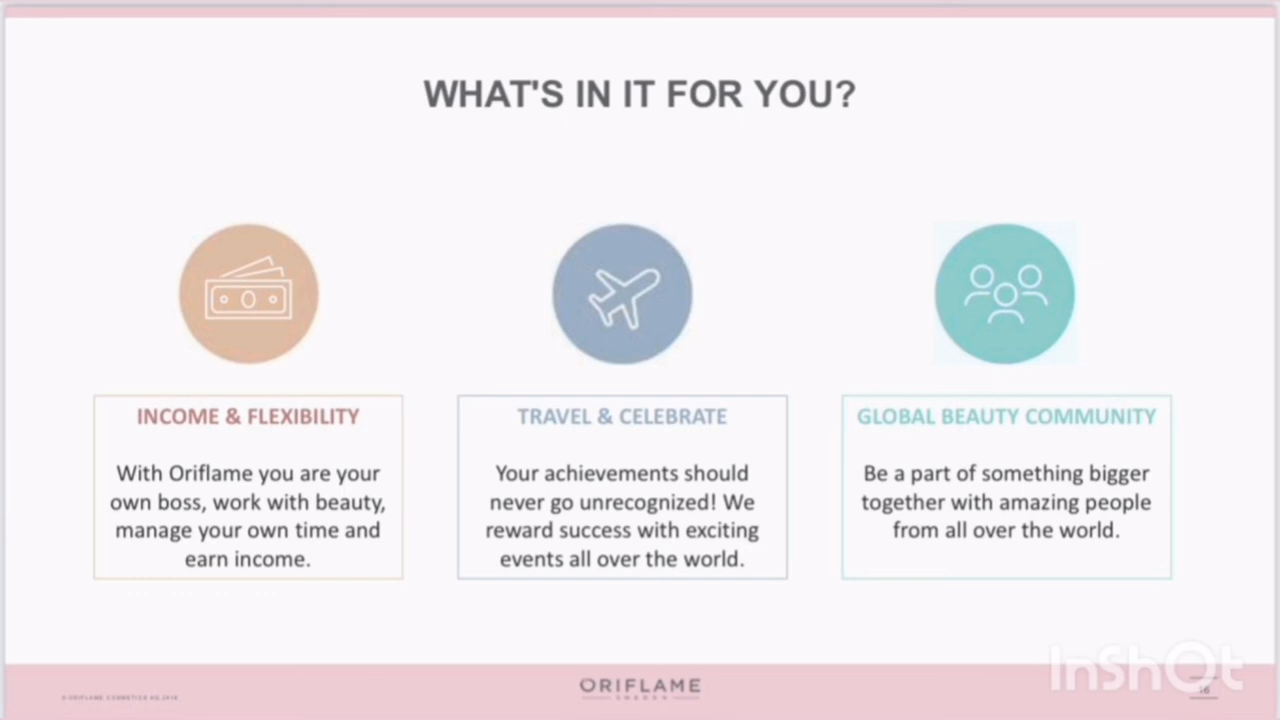 WHAT'S IN IT FOR YOU?
INCOME & FLEXIBILITY
With Oriflame you are your
own boss, work with beauty,
manage your own time and
earn income.
TRAVEL & CELEBRATE
Your achievements should
never go unrecognized! We
reward success with exciting
events all over the world.
GLOBAL BEAUTY COMMUNITY
Be a part of something bigger
together with amazing people
from all over the world.
ORIFLAME
SWEDEN
InShOt
16